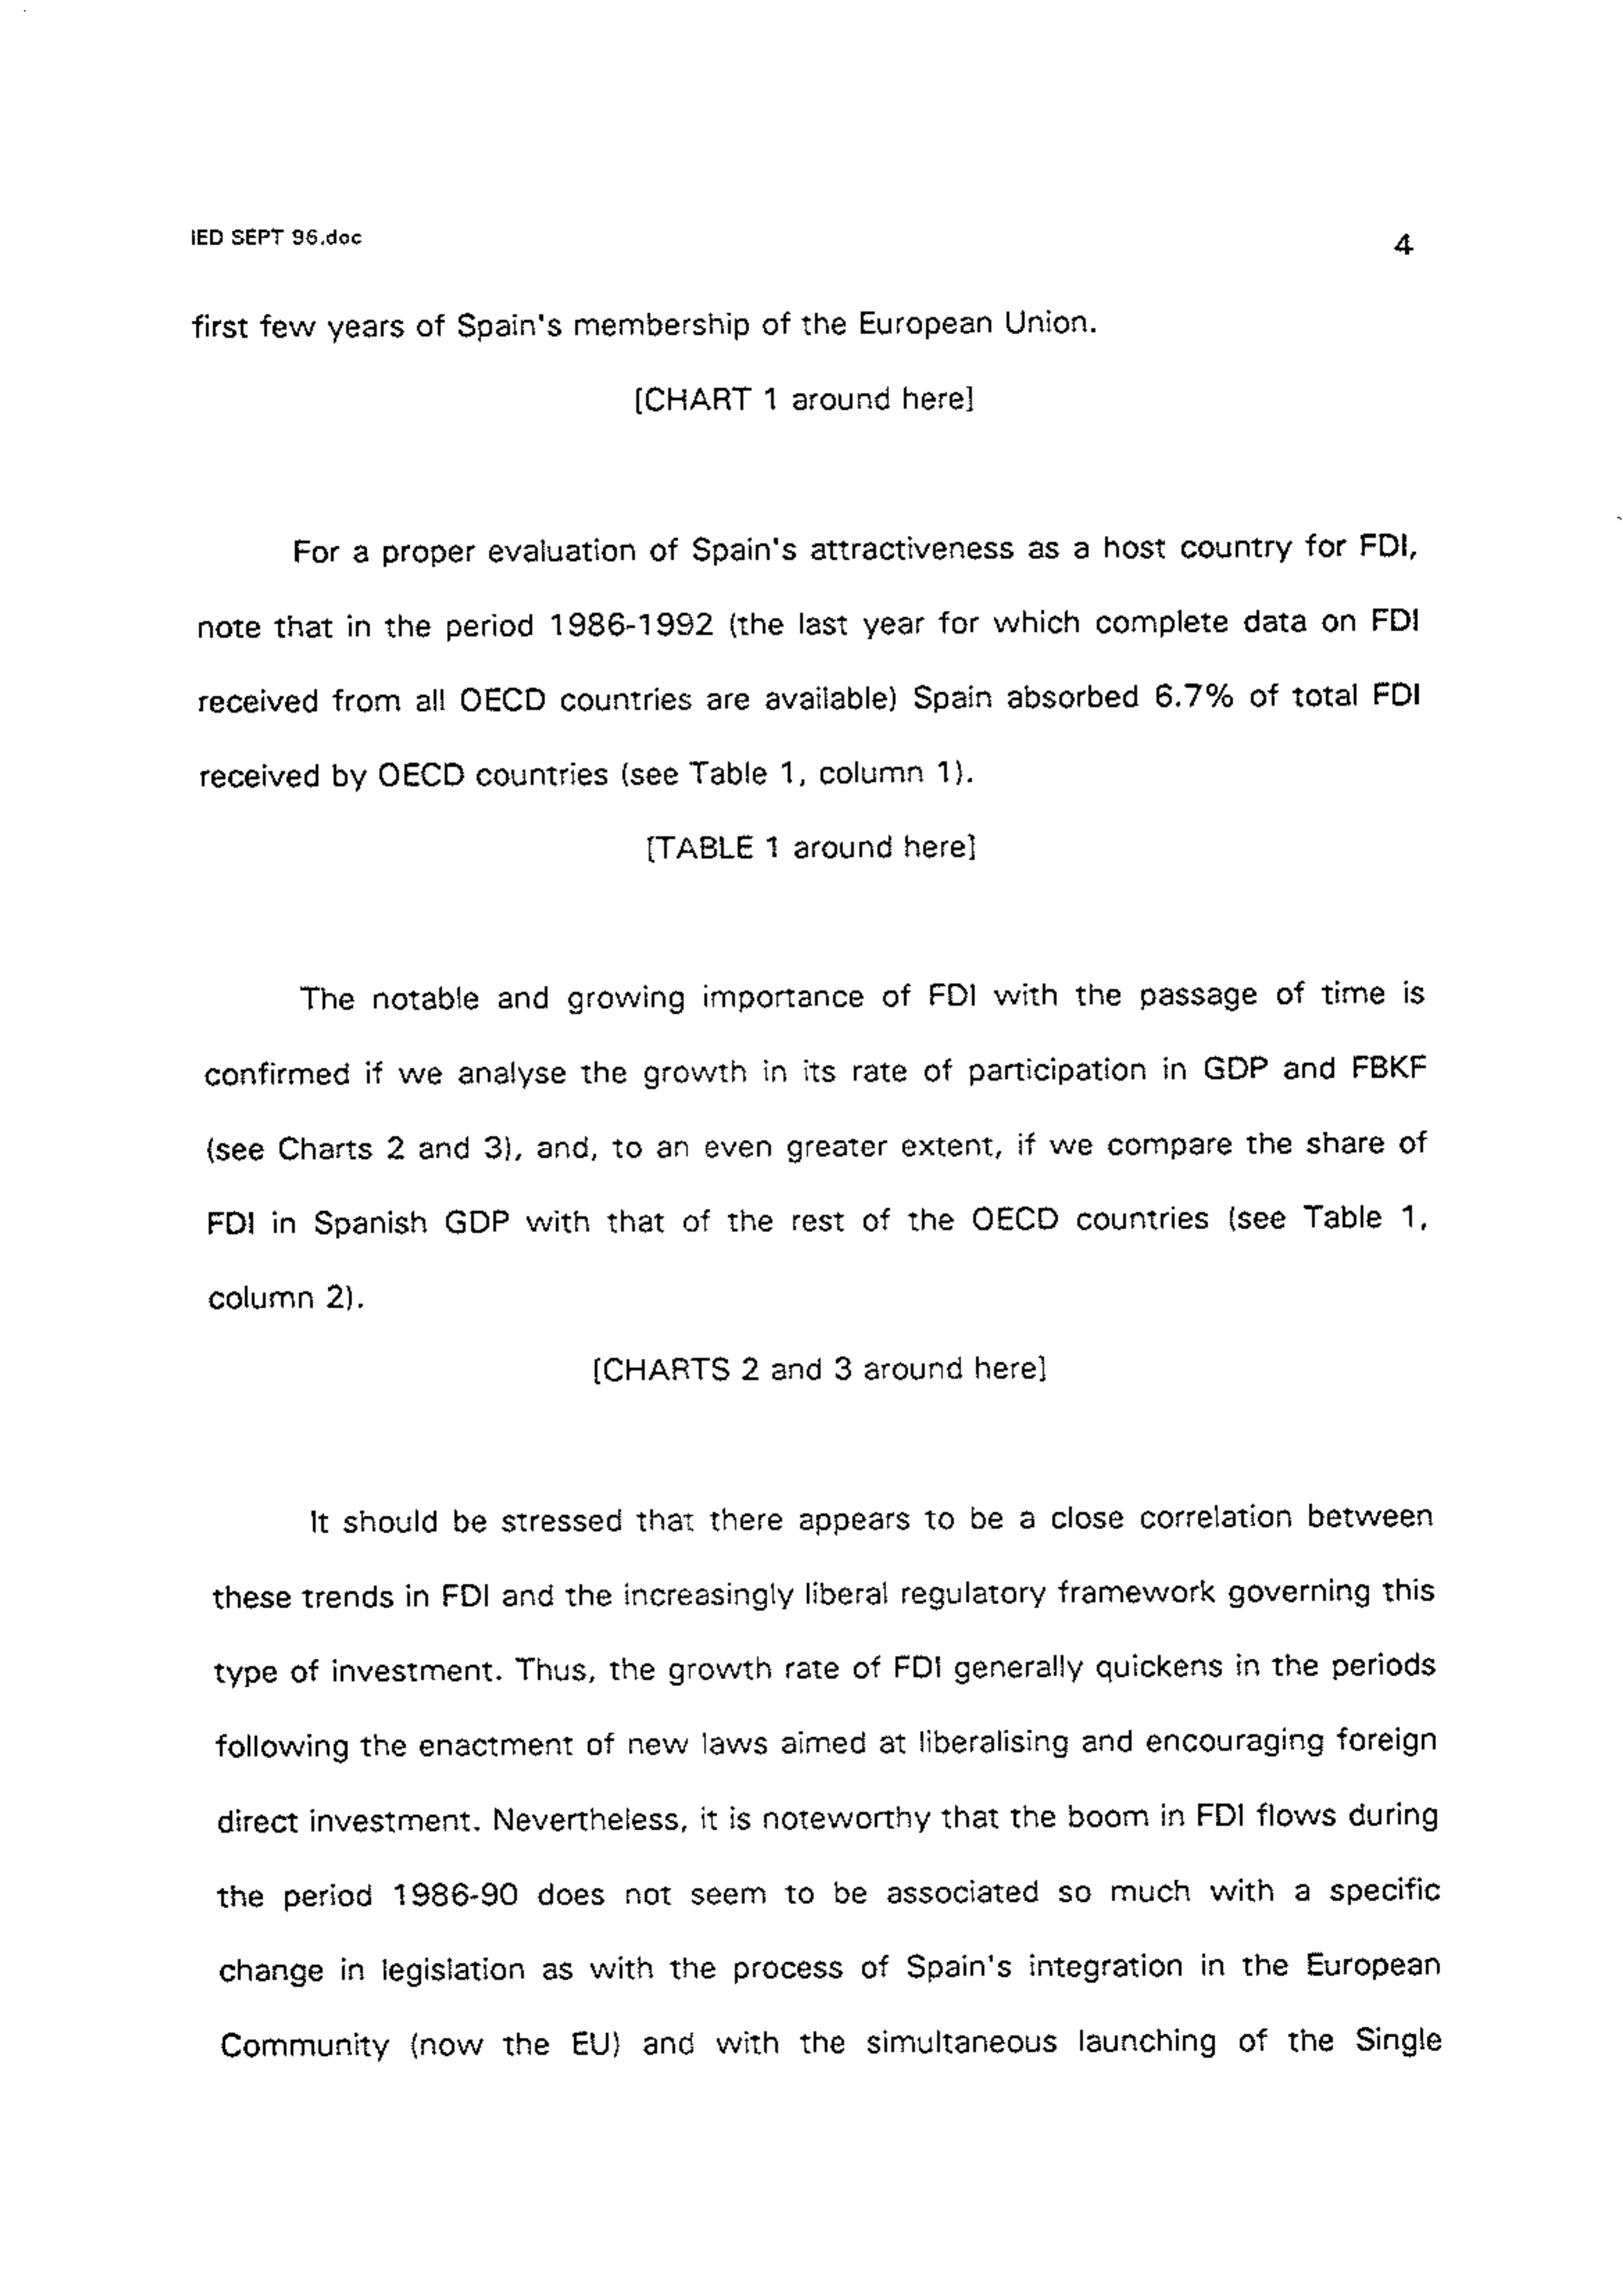 IED SEPT 96.doc
4
first few years of Spain's membership of the European Union.
[CHART 1 around here]
For a proper evaluation of Spain's attractiveness as a host country for FDI,
note that in the period 1986-1992 (the last year for which complete data on FDI
received from all OECD countries are available) Spain absorbed 6.7% of total FDI
received by OECD countries (see Table 1, column 1).
[TABLE 1 around here]
The notable and growing importance of FDI with the passage of time is
confirmed if we analyse the growth in its rate of participation in GDP and FBKF
(see Charts 2 and 3), and, to an even greater extent, if we compare the share of
FDI in Spanish GDP with that of the rest of the OECD countries (see Table 1,
column 2).
[CHARTS 2 and 3 around here]
It should be stressed that there appears to be a close correlation between
these trends in FDI and the increasingly liberal regulatory framework governing this
type of investment. Thus, the growth rate of FDI generally quickens in the periods
following the enactment of new laws aimed at liberalising and encouraging foreign
direct investment. Nevertheless, it is noteworthy that the boom in FDI flows during
the period 1986-90 does not seem to be associated so much with a specific
change in legislation as with the process of Spain's integration in the European
Community (now the EU) and with the simultaneous launching of the Single